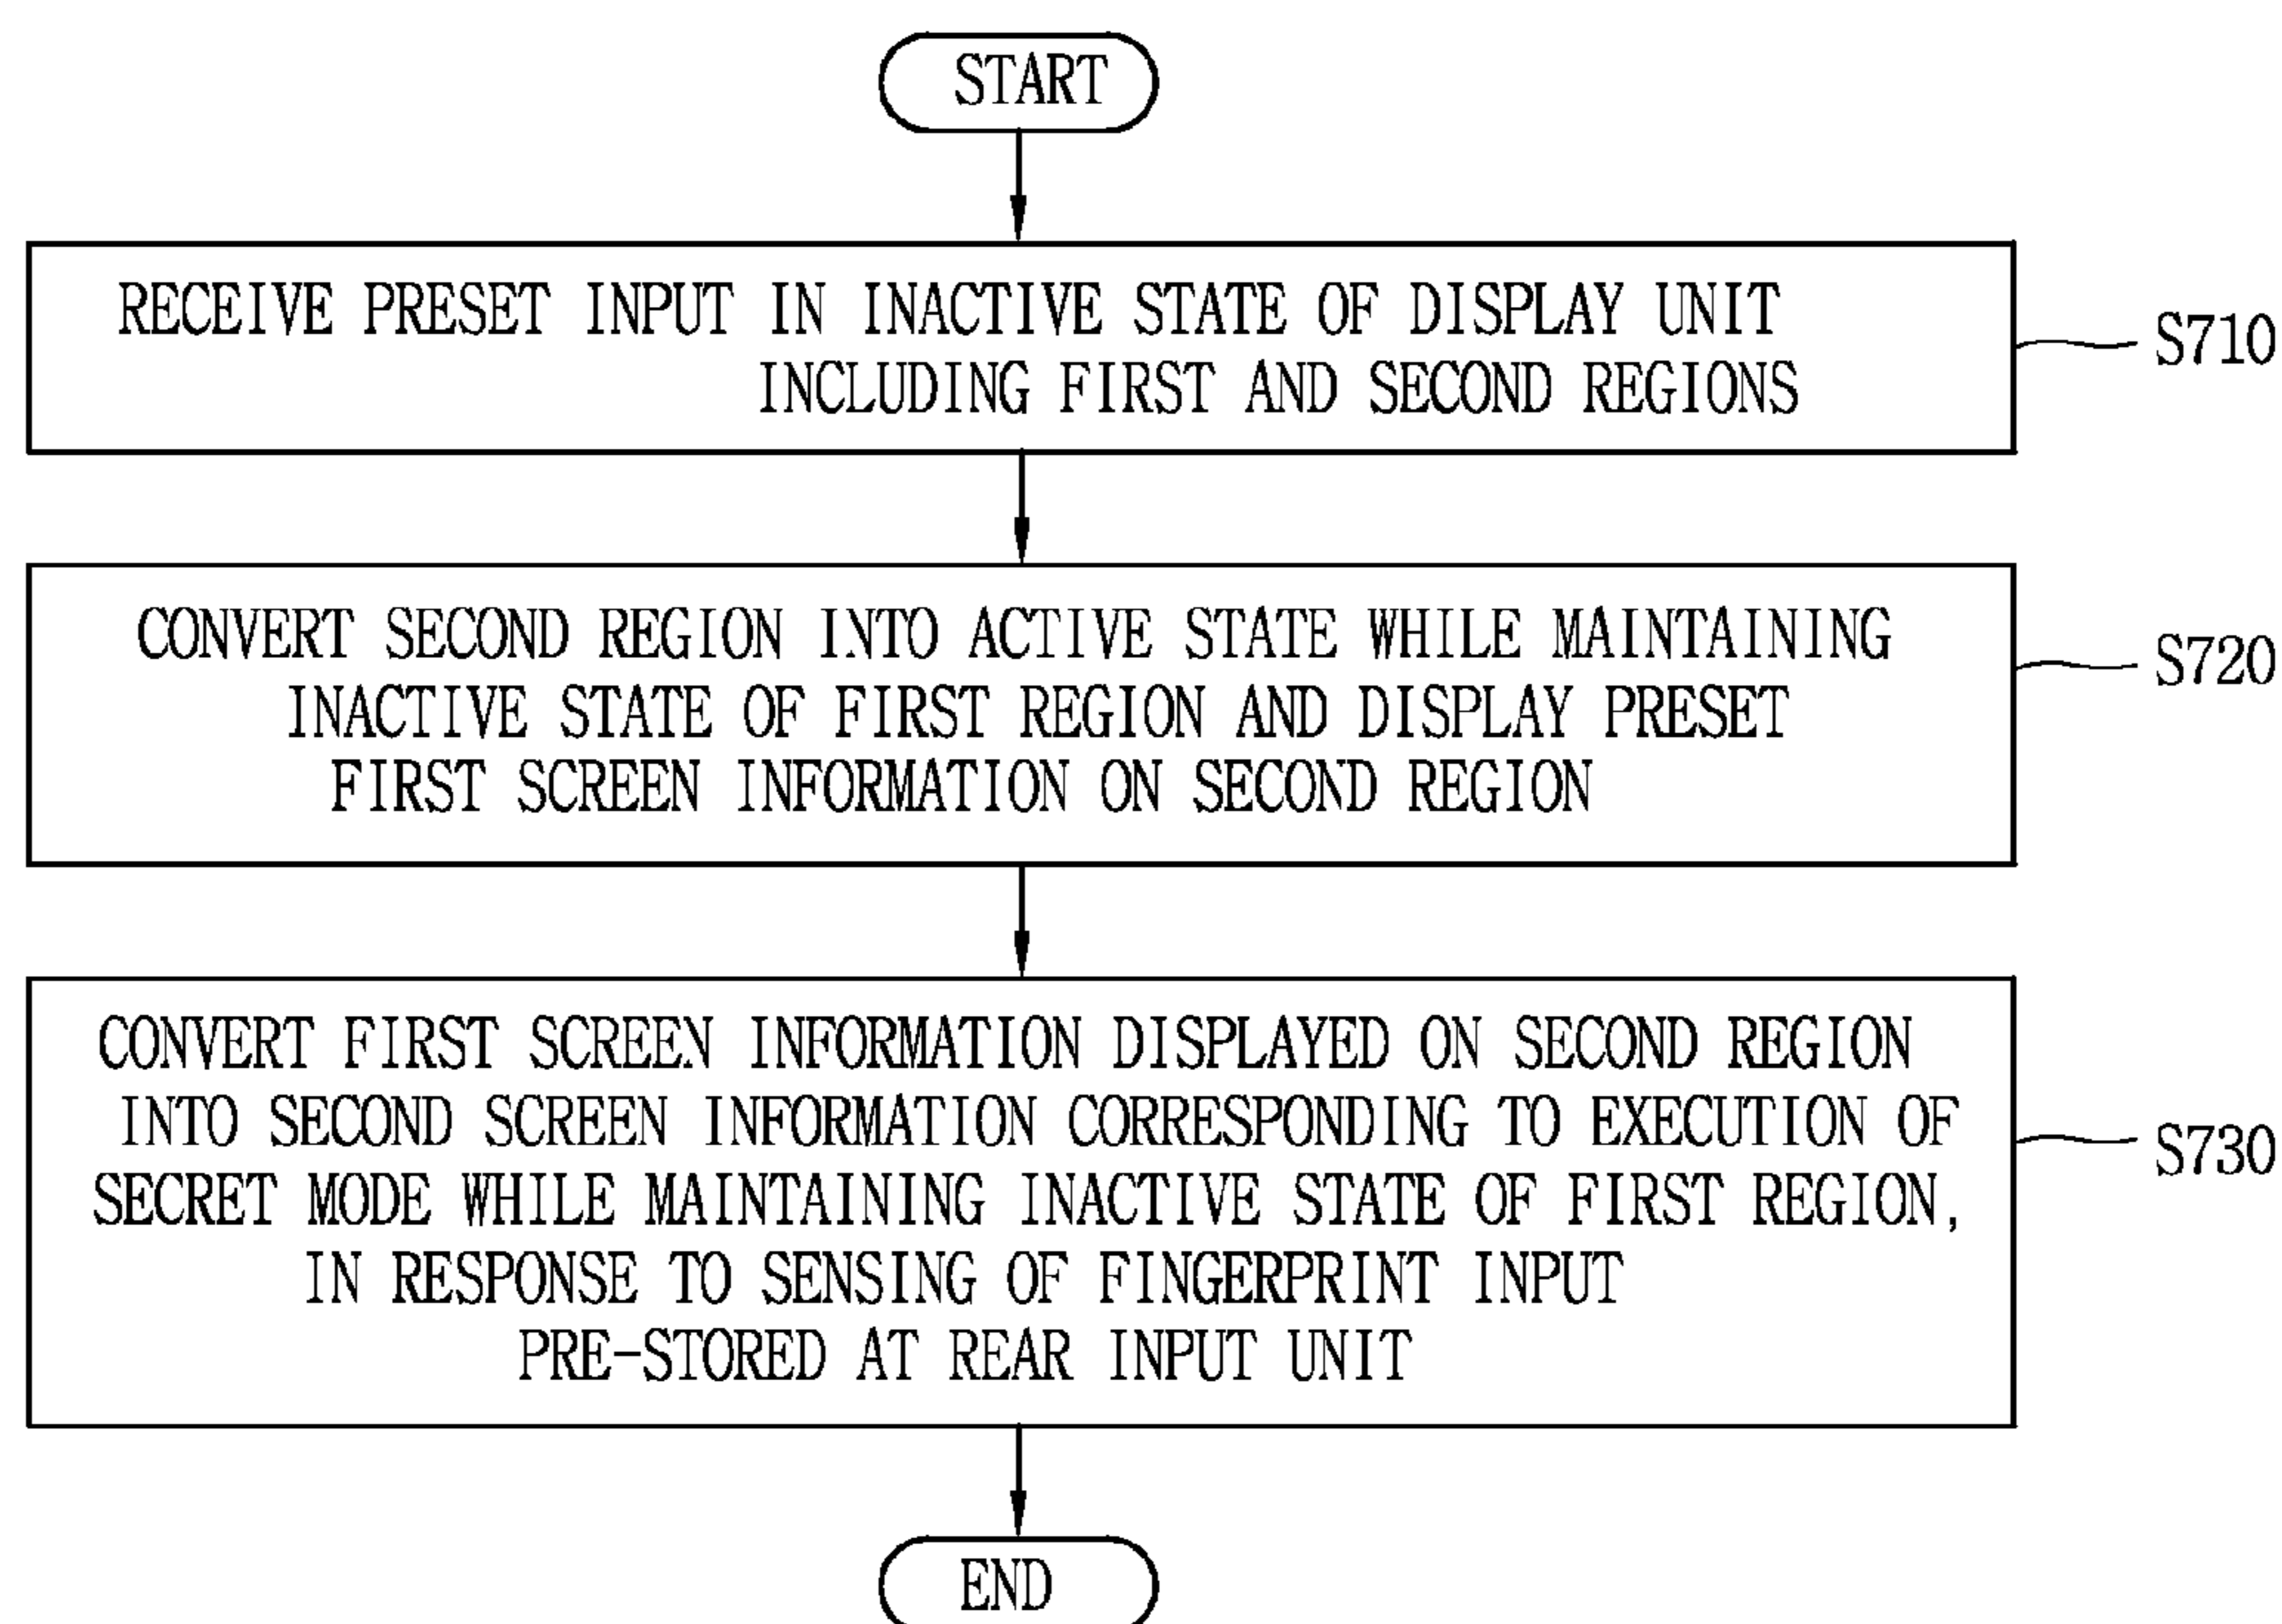 START
RECEIVE PRESET INPUT IN INACTIVE STATE OF DISPLAY UNIT
INCLUDING FIRST AND SECOND REGIONS
S710
CONVERT SECOND REGION INTO ACTIVE STATE WHILE MAINTAINING
INACTIVE STATE OF FIRST REGION AND DISPLAY PRESET
FIRST SCREEN INFORMATION ON SECOND REGION
S720
CONVERT FIRST SCREEN INFORMATION DISPLAYED ON SECOND REGION
INTO SECOND SCREEN INFORMATION CORRESPONDING TO EXECUTION OF
SECRET MODE WHILE MAINTAINING INACTIVE STATE OF FIRST REGION,
IN RESPONSE TO SENSING OF FINGERPRINT INPUT
PRE-STORED AT REAR INPUT UNIT
S730
END